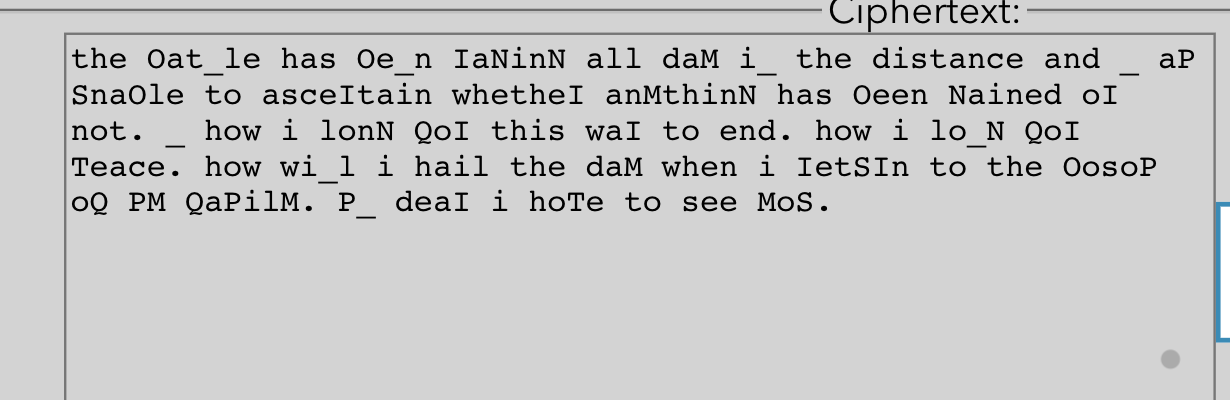 Ciphertext:
the Oat_le has Oe_n IaNinN all daM i_ the distance and _ aP
SnaOle to asceItain whetheI anMthinN has Oeen Nained oI
not. _ how i lonN QoI this waI to end. how i lo_N QoI
Teace. how wi_l i hail the daM when i IetSIn to the OosoP
oQ PM QaPilM. P_ deaI i hoTe to see MoS.